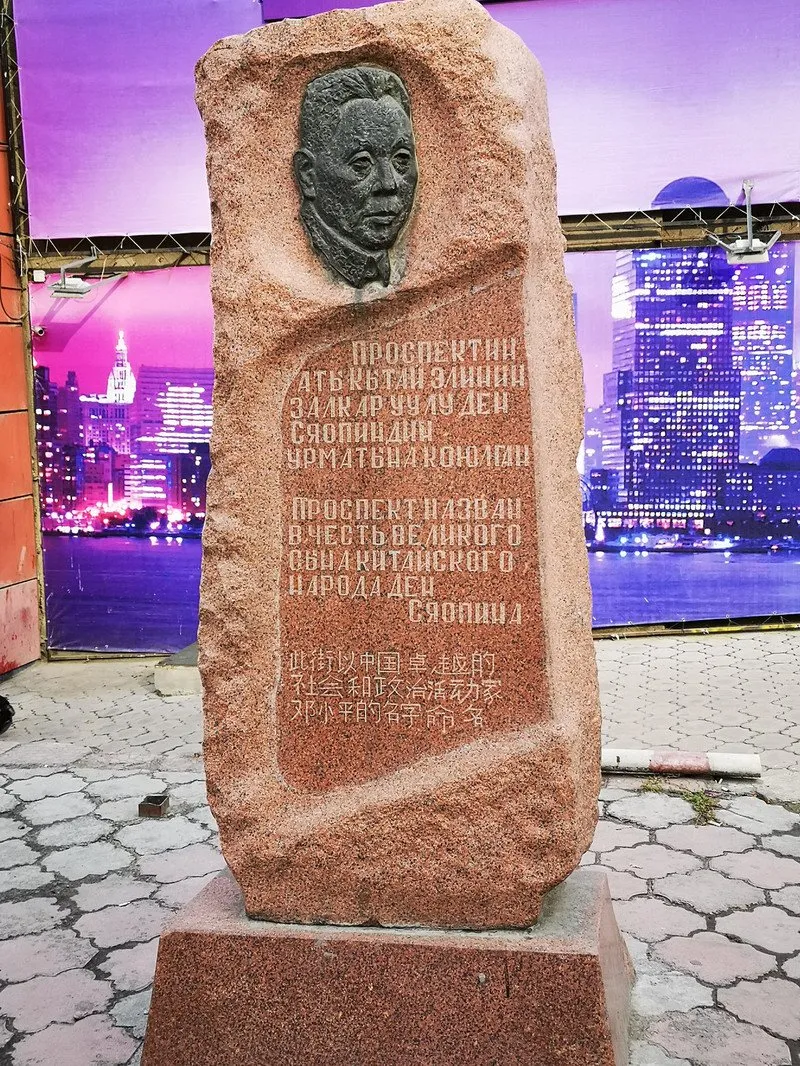 ПРОСПЕКТИН
АТЫ КЫТАЙ ЭЛИНИН
ЗАЛКАР УУЛУ ДЕН
СЯОПИНДИН
УРМАТЫНА КОЮЛГАН
ПРОСПЕКТ НАЗВАН
В ЧЕСТЬ ВЕЛИКОГО
СЫНА КИТАЙСКОГО
НАРОДА ДЕН
СЯОПИНА
此街以中国卓越的
社会和政治活动家
邓小平的名字命名